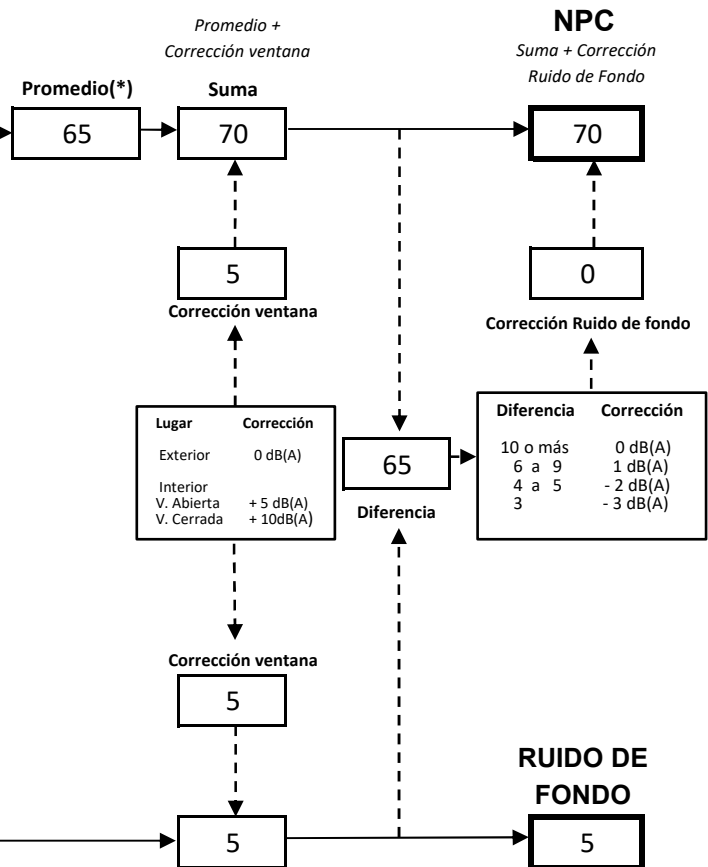 Promedio +
Corrección ventana
NPC
Suma + Corrección
Ruido de Fondo
Promedio(*)
Suma
65
70
70
5
0
Corrección ventana
Corrección Ruido de fondo
Lugar Corrección
Exterior 0 dB(A)
Interior
V. Abierta + 5 dB(A)
V. Cerrada + 10dB(A)
65
Diferencia
Diferencia Corrección
10 o más 0 dB(A)
6 a 9 1 dB(A)
4 a 5 - 2 dB(A)
3 - 3 dB(A)
Corrección ventana
5
RUIDO DE
FONDO
5
5